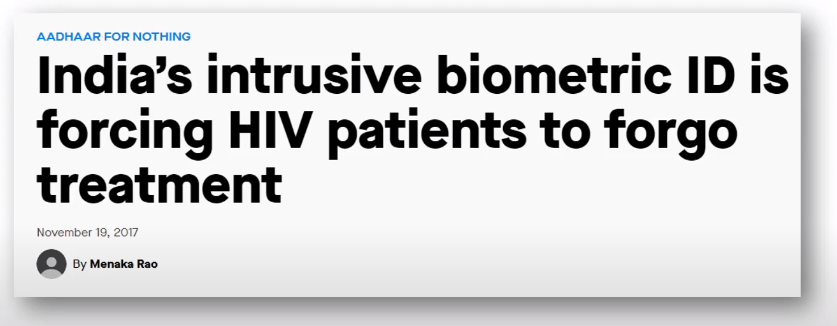 AADHAAR FOR NOTHING
India’s intrusive biometric ID is
forcing HIV patients to forgo
treatment
November 19, 2017
By Menaka Rao